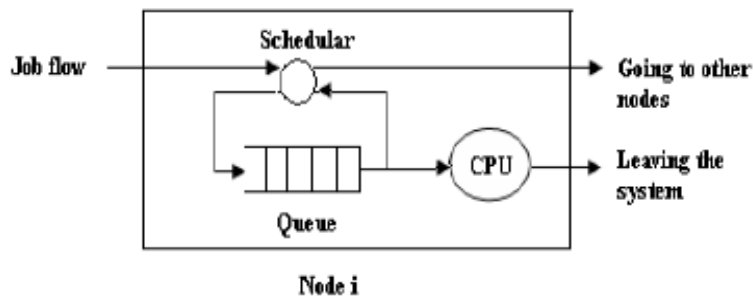 Schedular
Job flow
Going to other
nodes
CPU
Leaving the
system
Queue
Node i